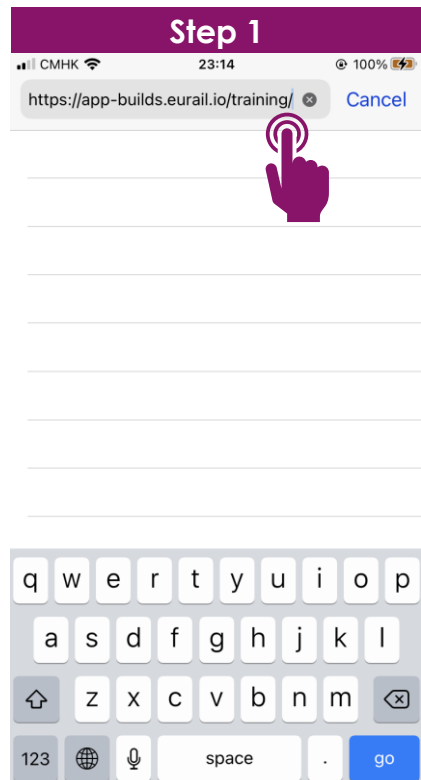 Step 1
CMHK 23:14 100%
https://app-builds.eurail.io/training/ Cancel
q w e r t y u i o p
a s d f g h j k l
z x c v b n m
123 space . go